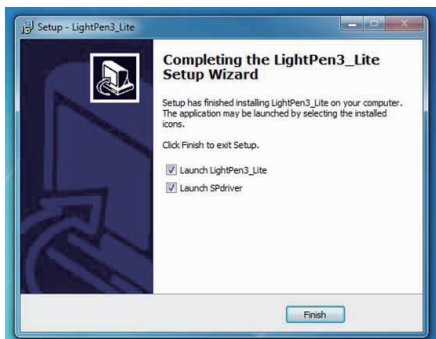 Setup - LightPen3_Lite
Completing the LightPen3_Lite
Setup Wizard
Setup has finished installing LightPen3_Lite on your computer.
The application may be launched by selecting the installed
icons.
Click Finish to exit Setup.
Launch LightPen3_Lite
Launch SPdriver
Finish